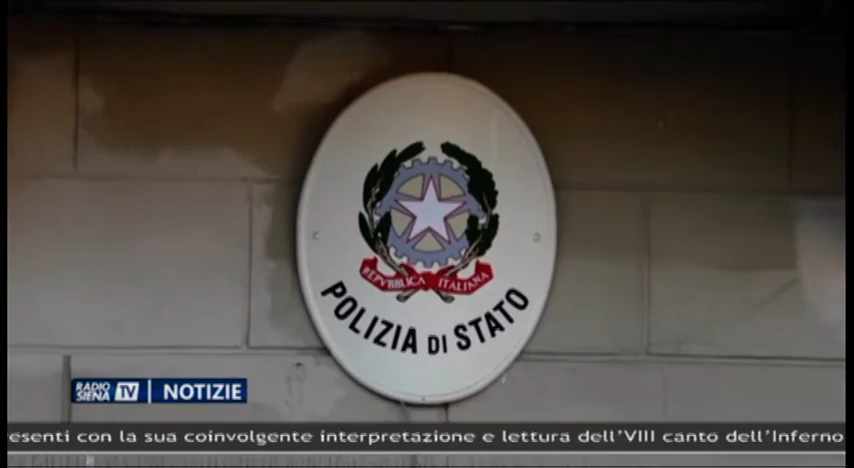 REPVBBLICA ITALIANA
POLIZIA DI STATO
RADIO
SIENA TV NOTIZIE
esenti con la sua coinvolgente interpretazione e lettura dell'VIII canto dell'Inferno